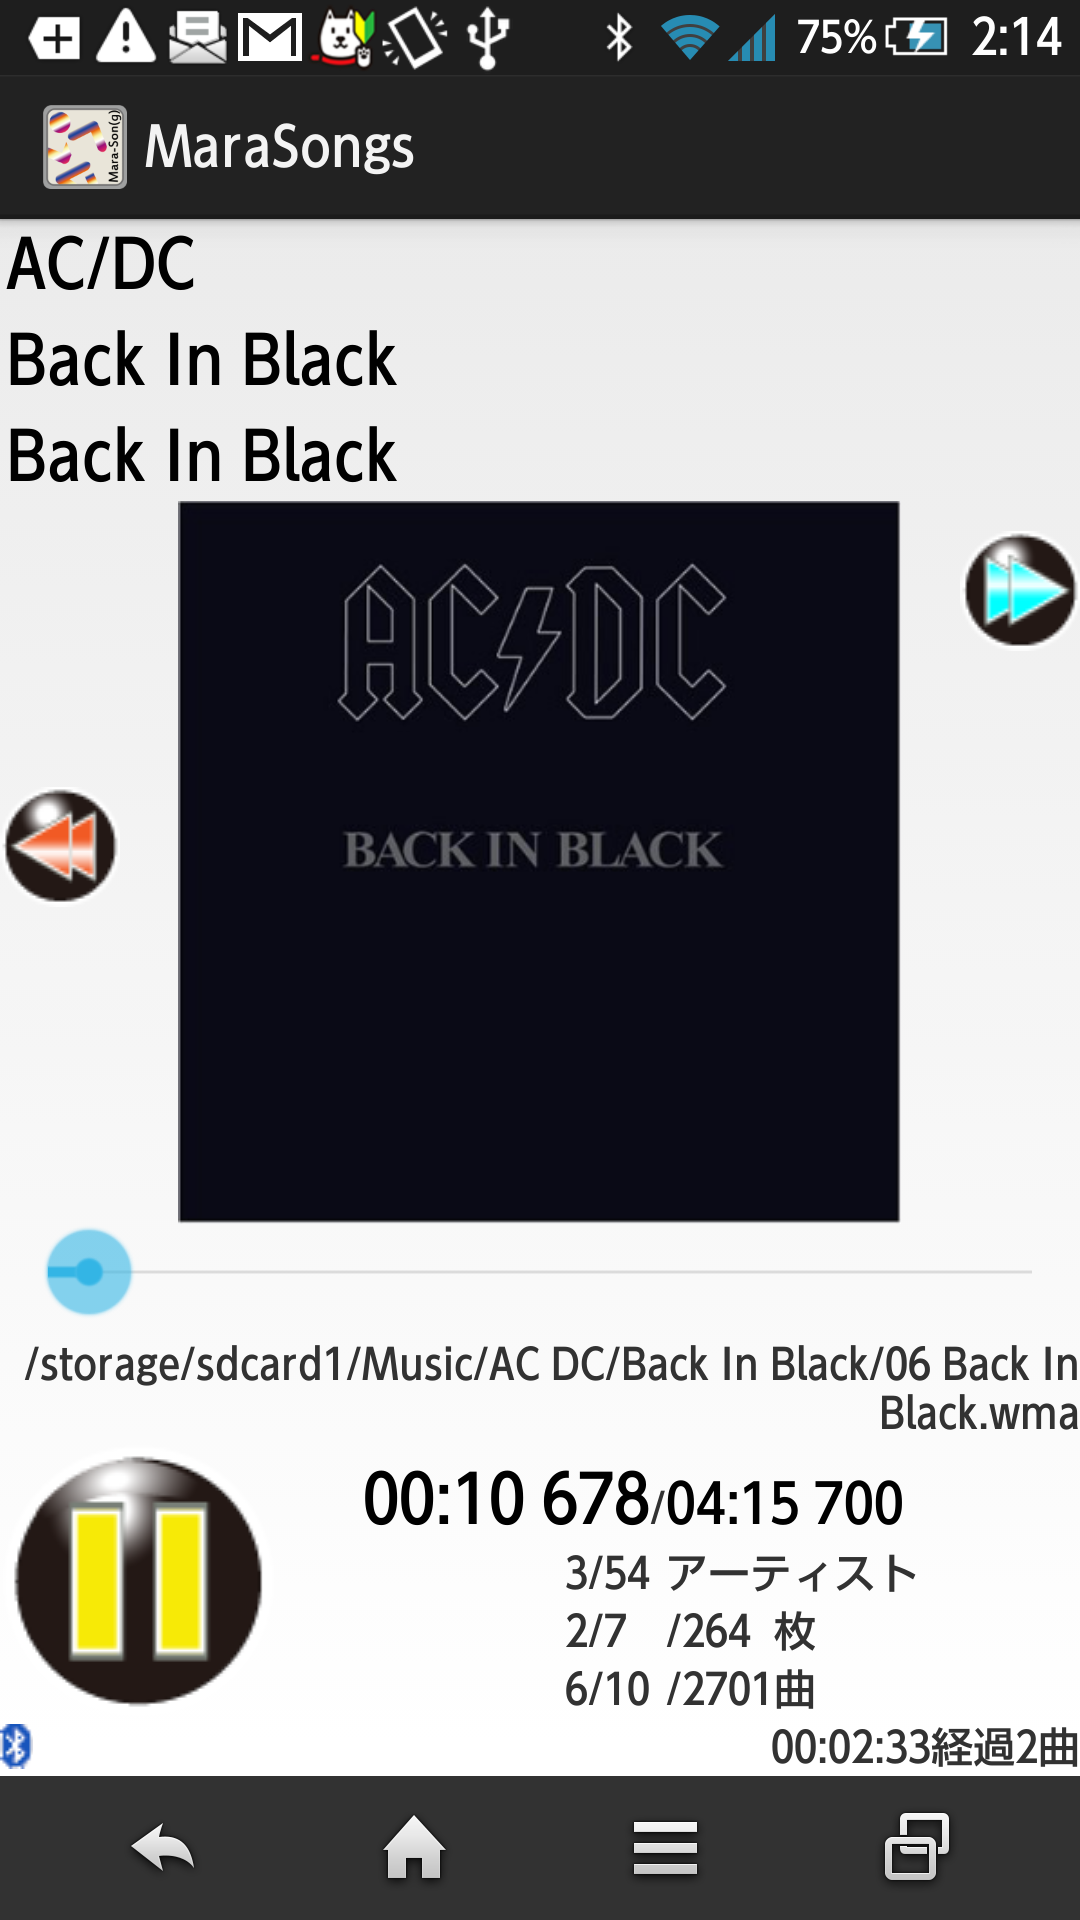 75% 2:14
Mara-Son(g)
MaraSongs
AC/DC
Back In Black
Back In Black
AC DC
BACK IN BLACK
/storage/sdcard1/Music/AC DC/Back In Black/06 Back In
Black.wma
00:10 678/04:15 700
3/54 アーティスト
2/7 /264 枚
6/10 /2701曲
00:02:33経過2曲